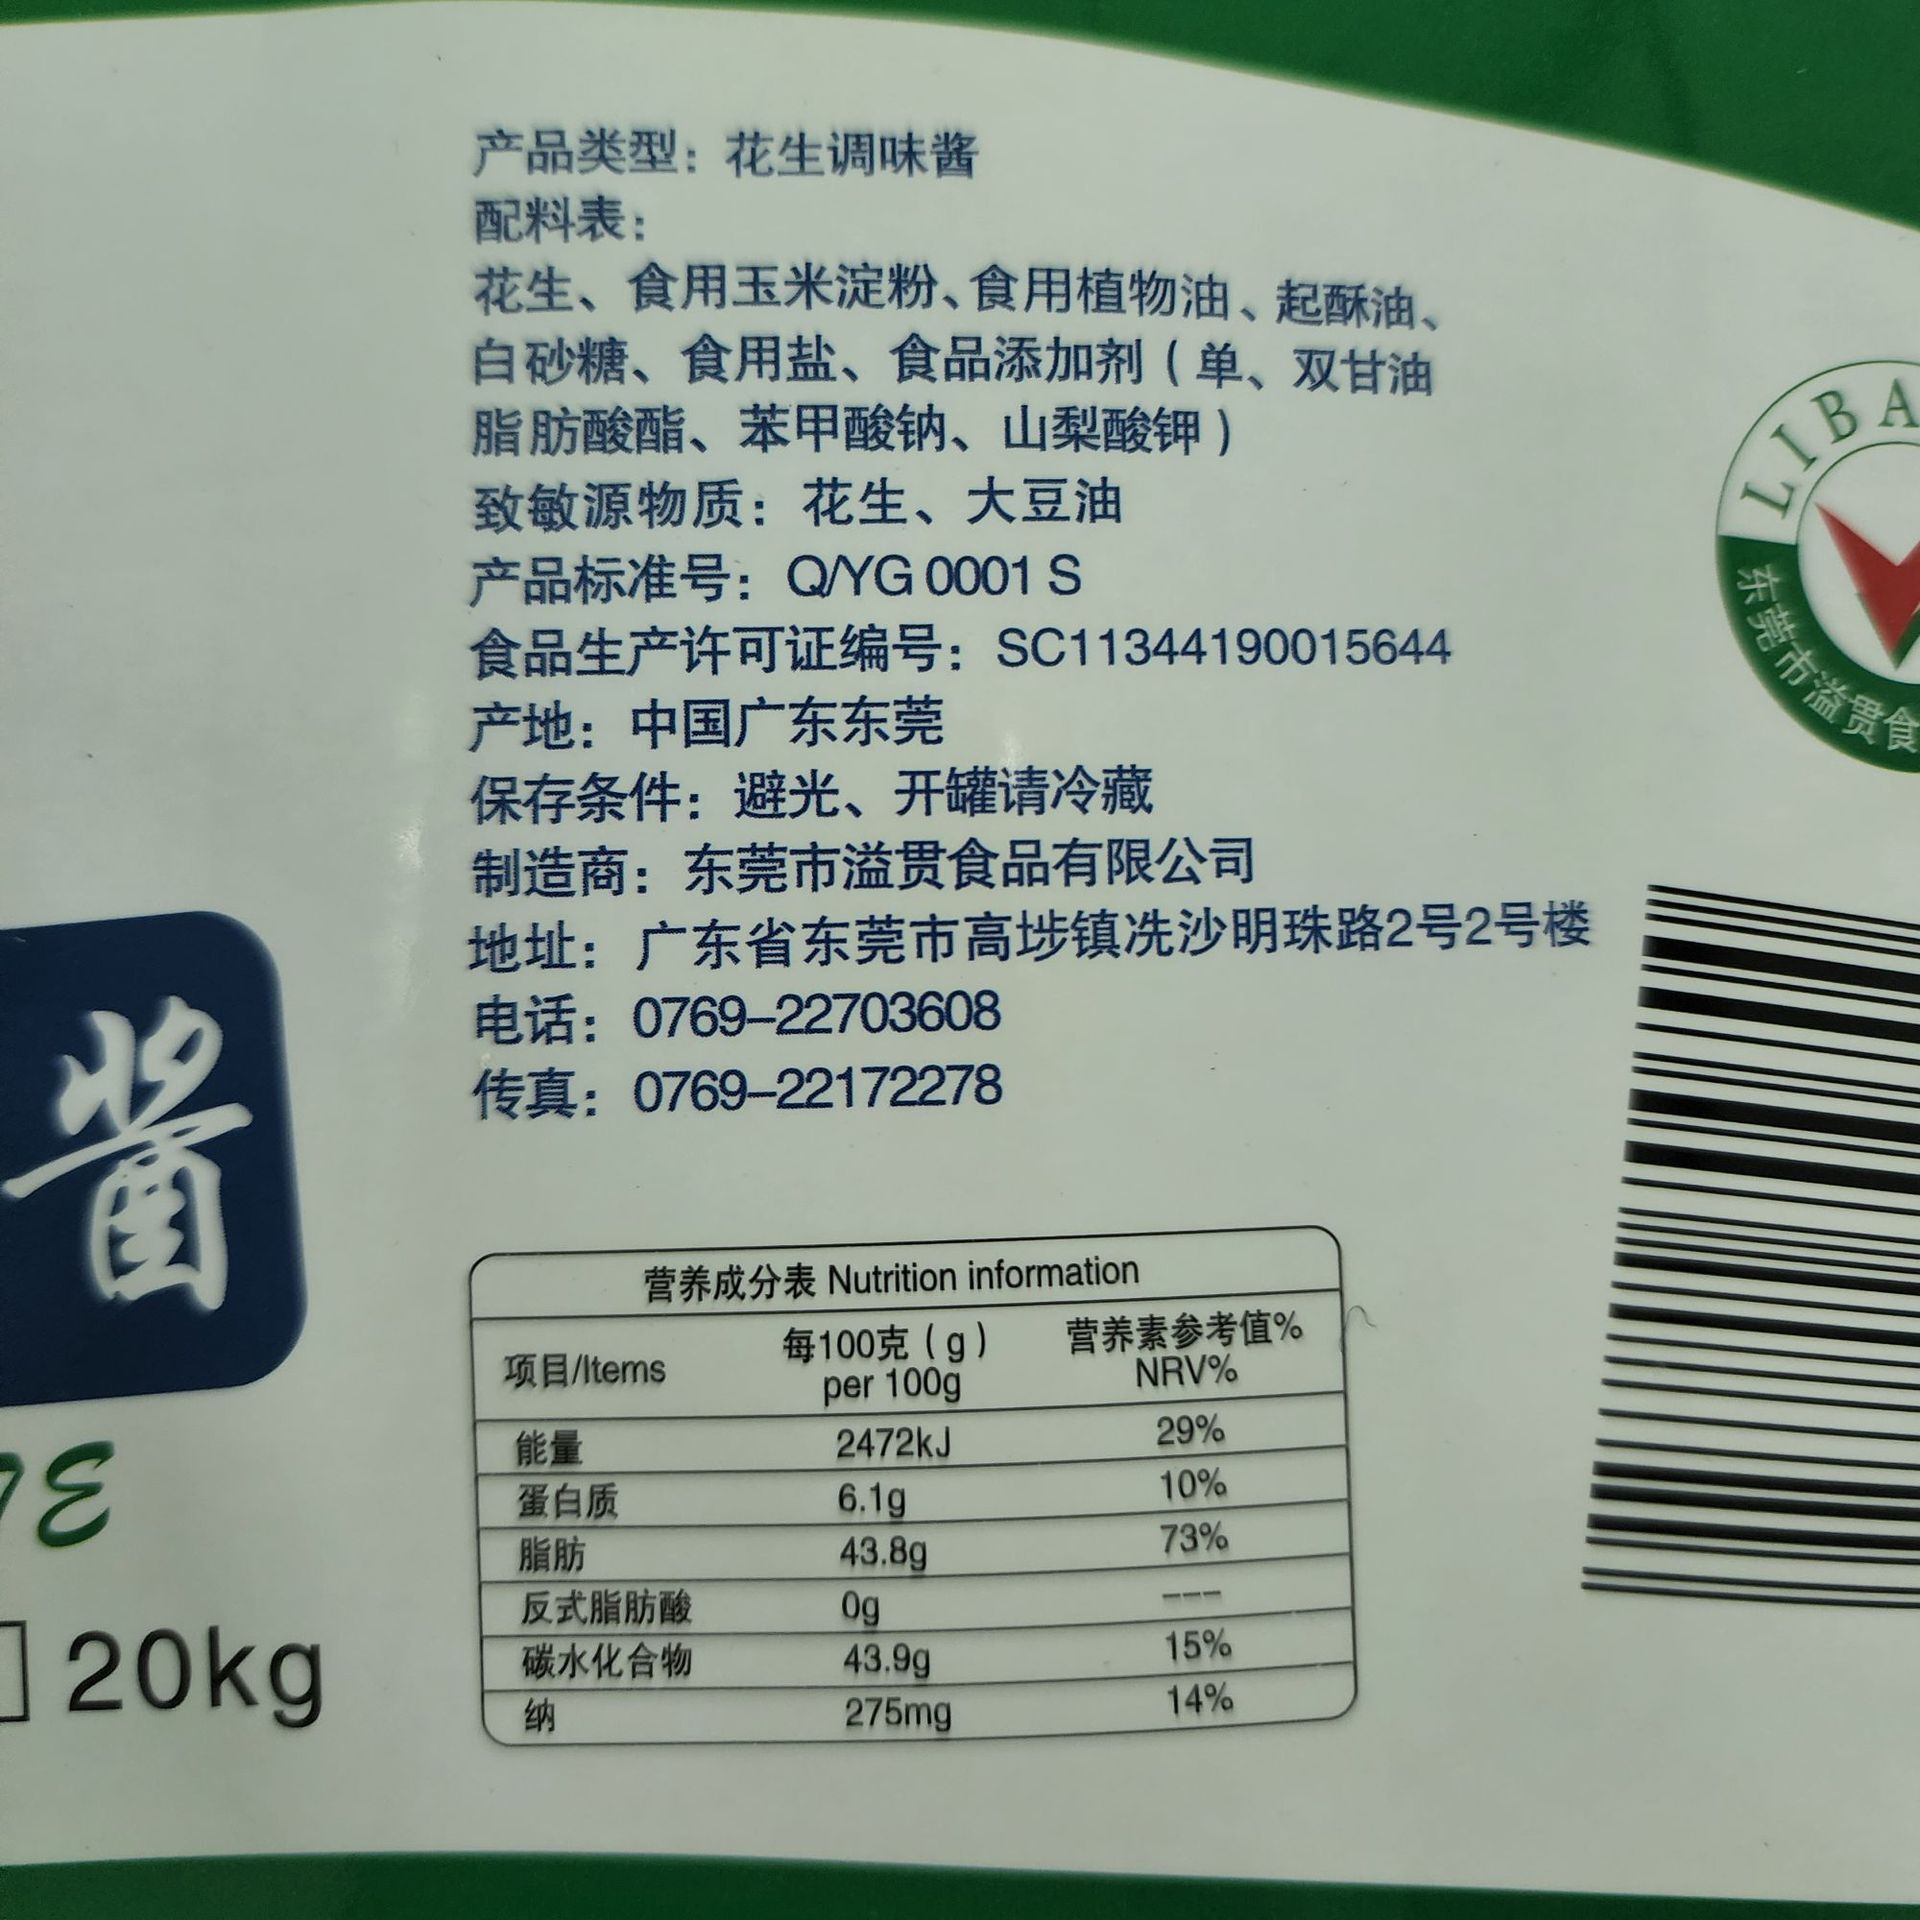 产品类型：花生调味酱
配料表：
花生、食用玉米淀粉、食用植物油、起酥油、
白砂糖、食用盐、食品添加剂（单、双甘油
脂肪酸酯、苯甲酸钠、山梨酸钾）
致敏源物质：花生、大豆油
产品标准号：Q/YG 0001 S
食品生产许可证编号：SC11344190015644
产地：中国广东东莞
保存条件：避光、开罐请冷藏
制造商：东莞市溢贯食品有限公司
地址：广东省东莞市高埗镇冼沙明珠路2号2号楼
电话：0769-22703608
传真：0769-22172278
营养成分表 Nutrition information
项目/Items 每100克（g） per 100g 营养素参考值% NRV%
能量 2472kJ 29%
蛋白质 6.1g 10%
脂肪 43.8g 73%
反式脂肪酸 0g ---
碳水化合物 43.9g 15%
纳 275mg 14%
酱
20kg
LIBA
东莞市溢贯食